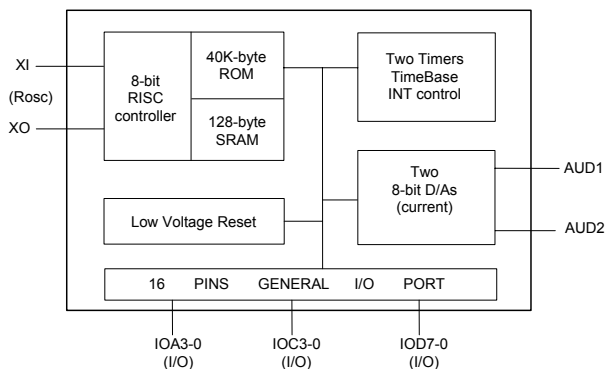 XI
(Rosc)
XO
8-bit
RISC
controller
40K-byte
ROM
128-byte
SRAM
Two Timers
TimeBase
INT control
Two
8-bit D/As
(current)
AUD1
AUD2
Low Voltage Reset
16 PINS GENERAL I/O PORT
IOA3-0
(I/O)
IOC3-0
(I/O)
IOD7-0
(I/O)